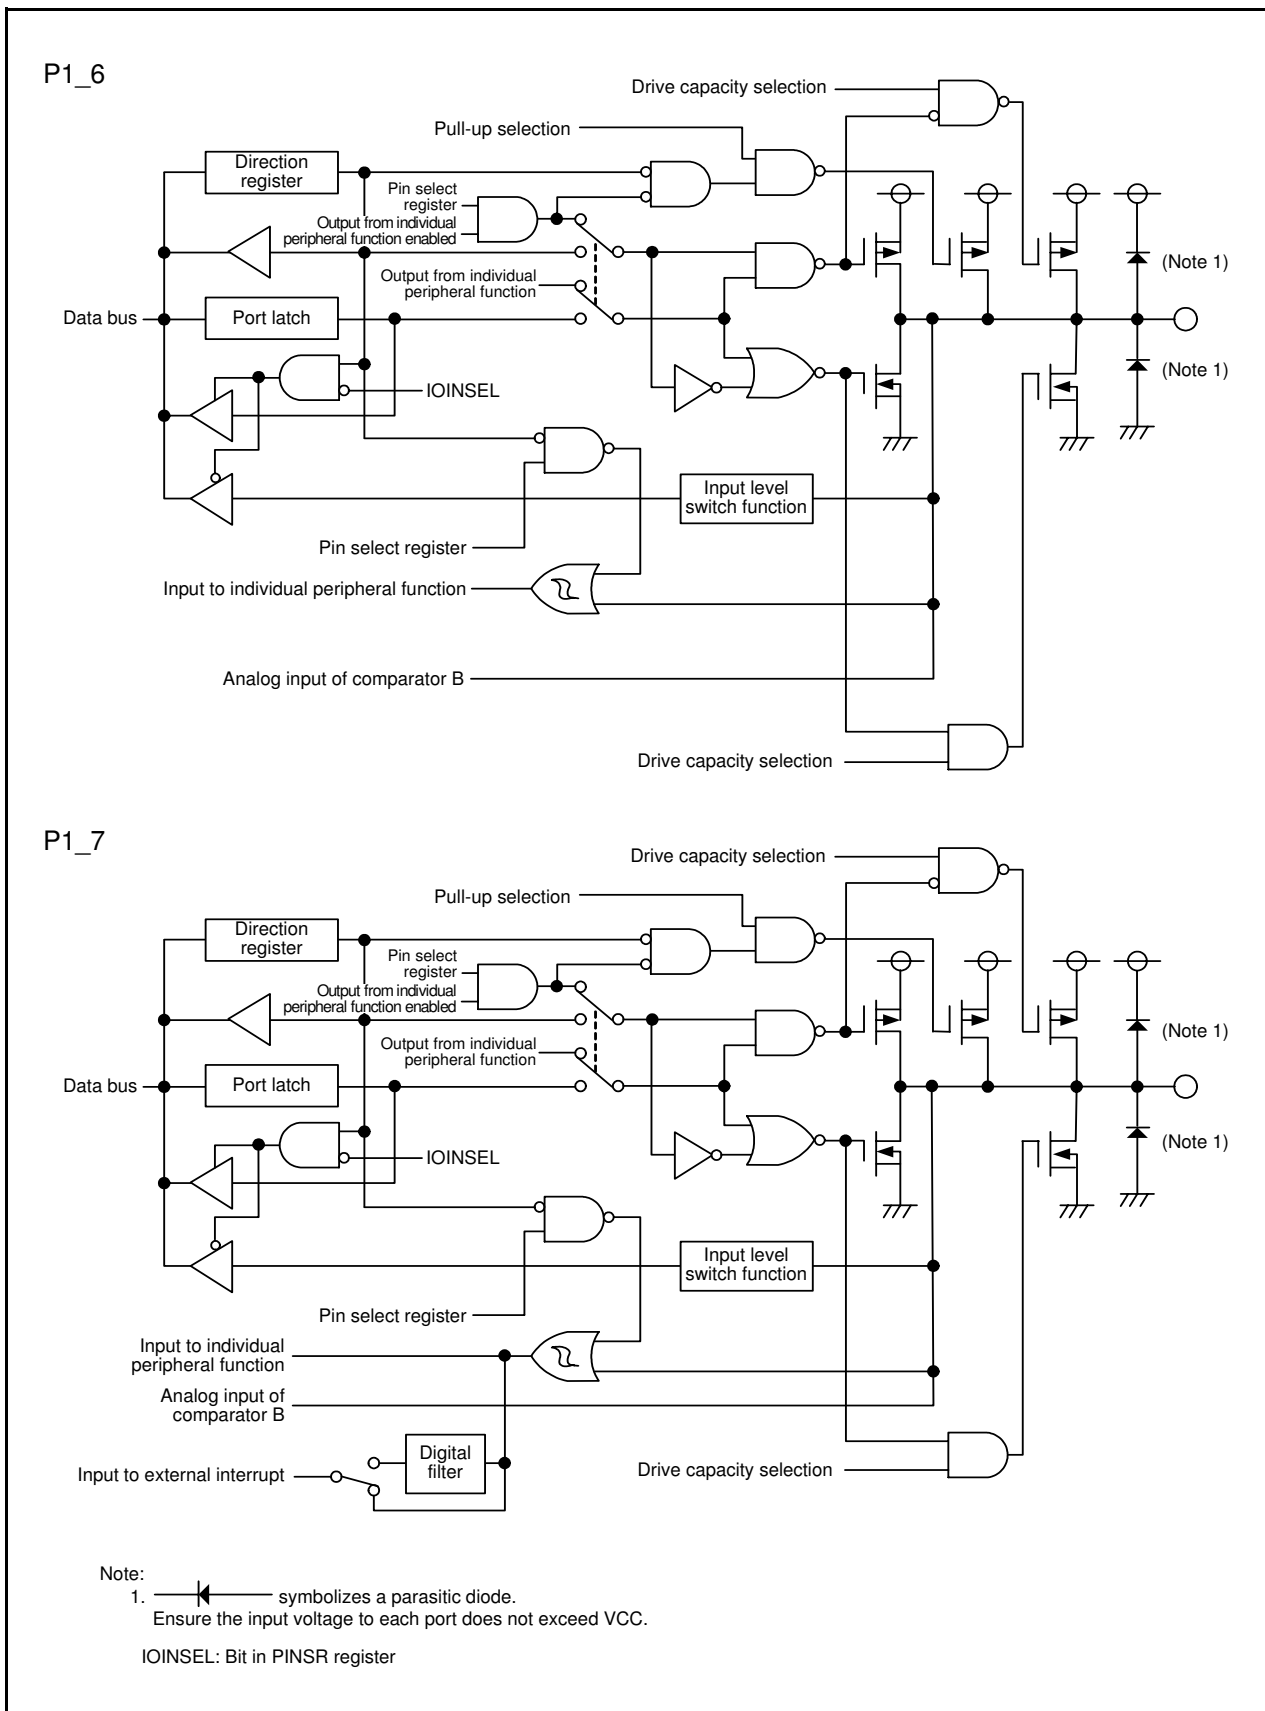 P1_6
Drive capacity selection
Pull-up selection
Direction
register
Pin select
register
Output from individual
peripheral function enabled
Output from individual
peripheral function
(Note 1)
Data bus
Port latch
(Note 1)
IOINSEL
Input level
switch function
Pin select register
Input to individual peripheral function
Analog input of comparator B
Drive capacity selection
P1_7
Drive capacity selection
Pull-up selection
Direction
register
Pin select
register
Output from individual
peripheral function enabled
Output from individual
peripheral function
(Note 1)
Data bus
Port latch
(Note 1)
IOINSEL
Input level
switch function
Pin select register
Input to individual
peripheral function
Analog input of
comparator B
Digital
filter
Input to external interrupt
Drive capacity selection
Note:
1. symbolizes a parasitic diode.
Ensure the input voltage to each port does not exceed VCC.
IOINSEL: Bit in PINSR register